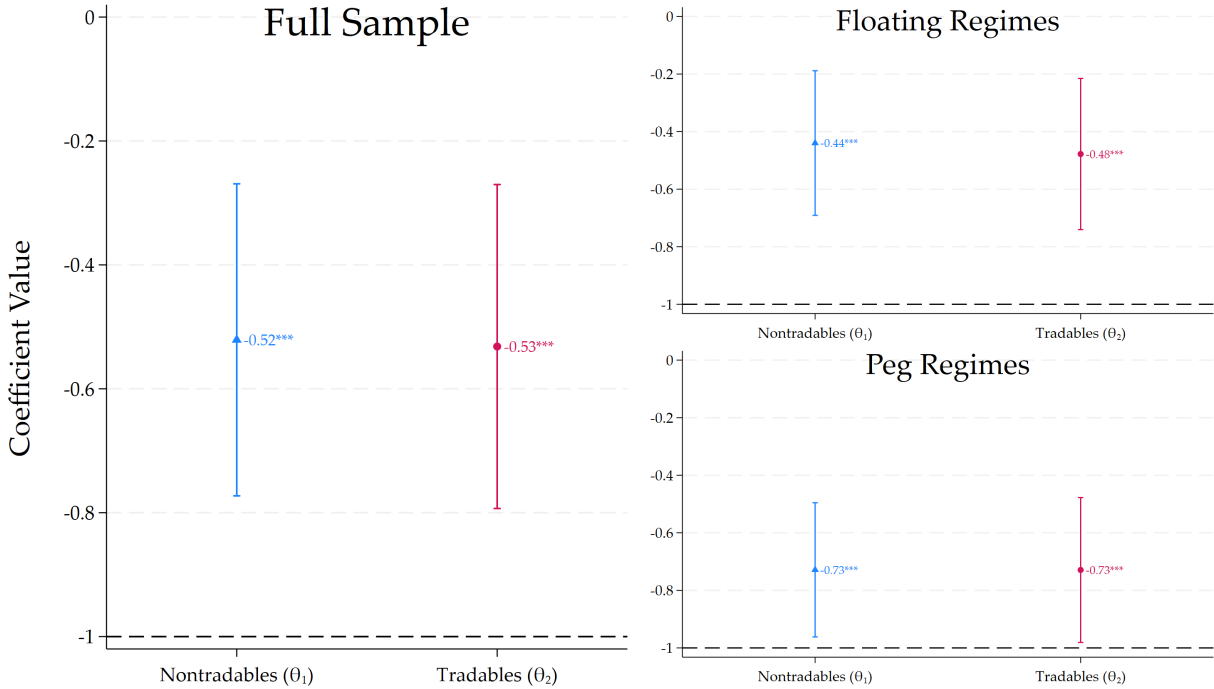 Full Sample
Coefficient Value
0
-0.2
-0.4
-0.6
-0.8
-1
-0.52***
-0.53***
Nontradables (θ₁)
Tradables (θ₂)
Floating Regimes
0
-0.2
-0.4
-0.6
-0.8
-1
-0.44***
-0.48***
Nontradables (θ₁)
Tradables (θ₂)
Peg Regimes
0
-0.2
-0.4
-0.6
-0.8
-1
-0.73***
-0.73***
Nontradables (θ₁)
Tradables (θ₂)